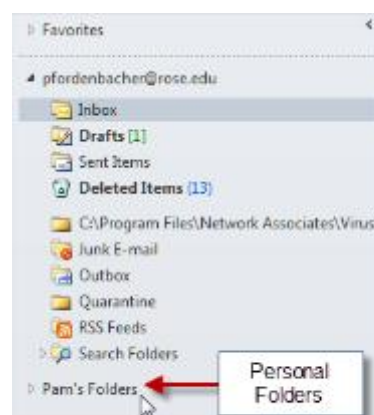 Favorites
pfordenbacher@rose.edu
Inbox
Drafts [1]
Sent Items
Deleted Items (13)
C:\Program Files\Network Associates\Virus
Junk E-mail
Outbox
Quarantine
RSS Feeds
Search Folders
Pam's Folders
Personal
Folders